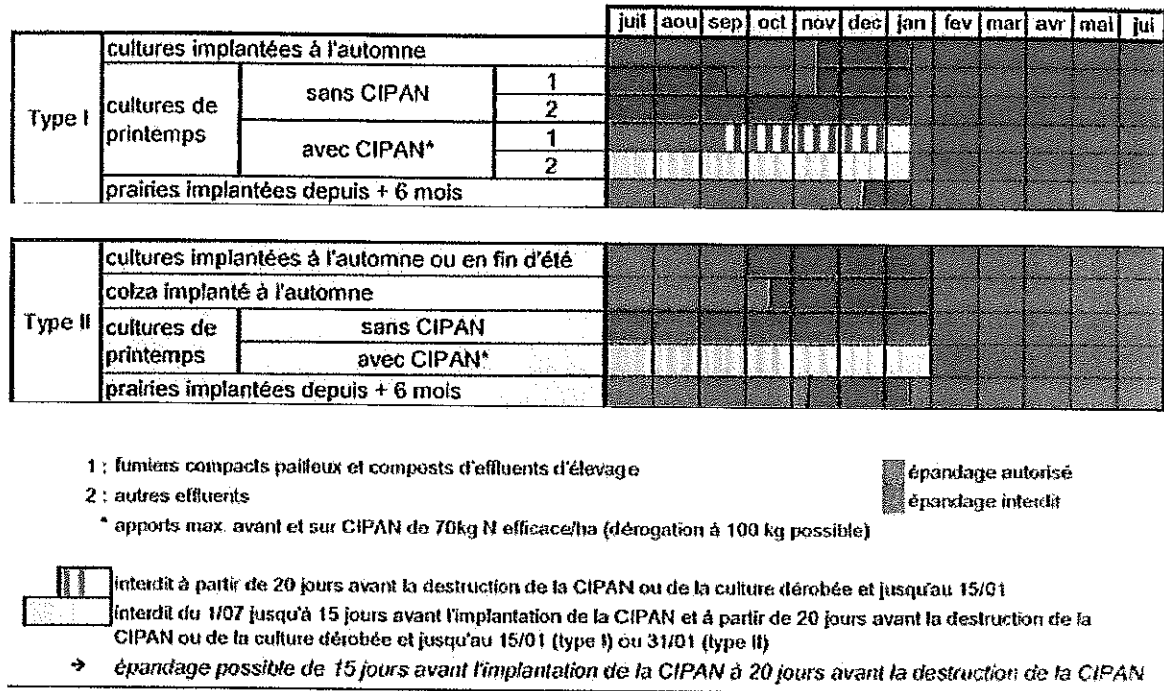 juil aou sep oct nov dec jan fev mar avr mai jui
cultures implantées à l'automne
Type I
cultures de printemps
sans CIPAN
1
2
avec CIPAN*
1
2
prairies implantées depuis + 6 mois
cultures implantées à l'automne ou en fin d'été
colza implanté à l'automne
Type II
cultures de printemps
sans CIPAN
avec CIPAN*
prairies implantées depuis + 6 mois
1 : fumiers compacts pailleux et composts d'effluents d'élevage
2 : autres effluents
* apports max. avant et sur CIPAN de 70kg N efficace/ha (dérogation à 100 kg possible)
épandage autorisé
épandage interdit
interdit à partir de 20 jours avant la destruction de la CIPAN ou de la culture dérobée et jusqu'au 15/01
interdit du 1/07 jusqu'à 15 jours avant l'implantation de la CIPAN et à partir de 20 jours avant la destruction de la
CIPAN ou de la culture dérobée et jusqu'au 15/01 (type I) ou 31/01 (type II)
→ épandage possible de 15 jours avant l'implantation de la CIPAN à 20 jours avant la destruction de la CIPAN